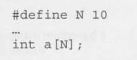 #define N 10
…
int a[N];